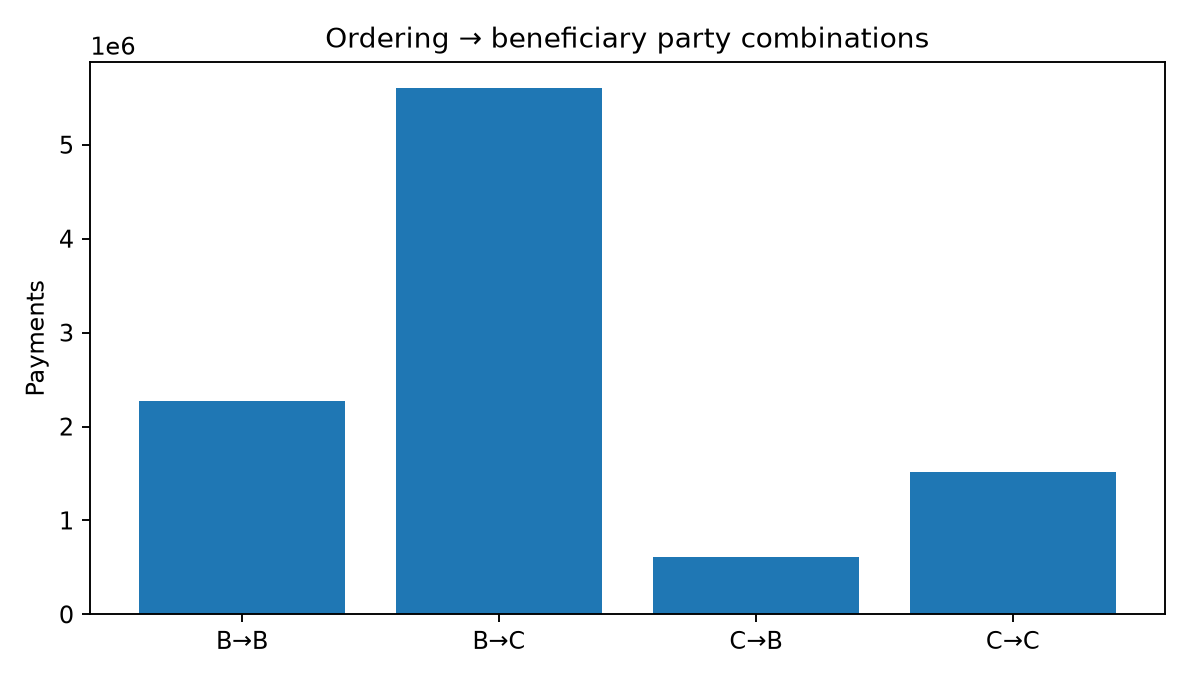 Ordering → beneficiary party combinations
1e6
Payments
5
4
3
2
1
0
B→B
B→C
C→B
C→C